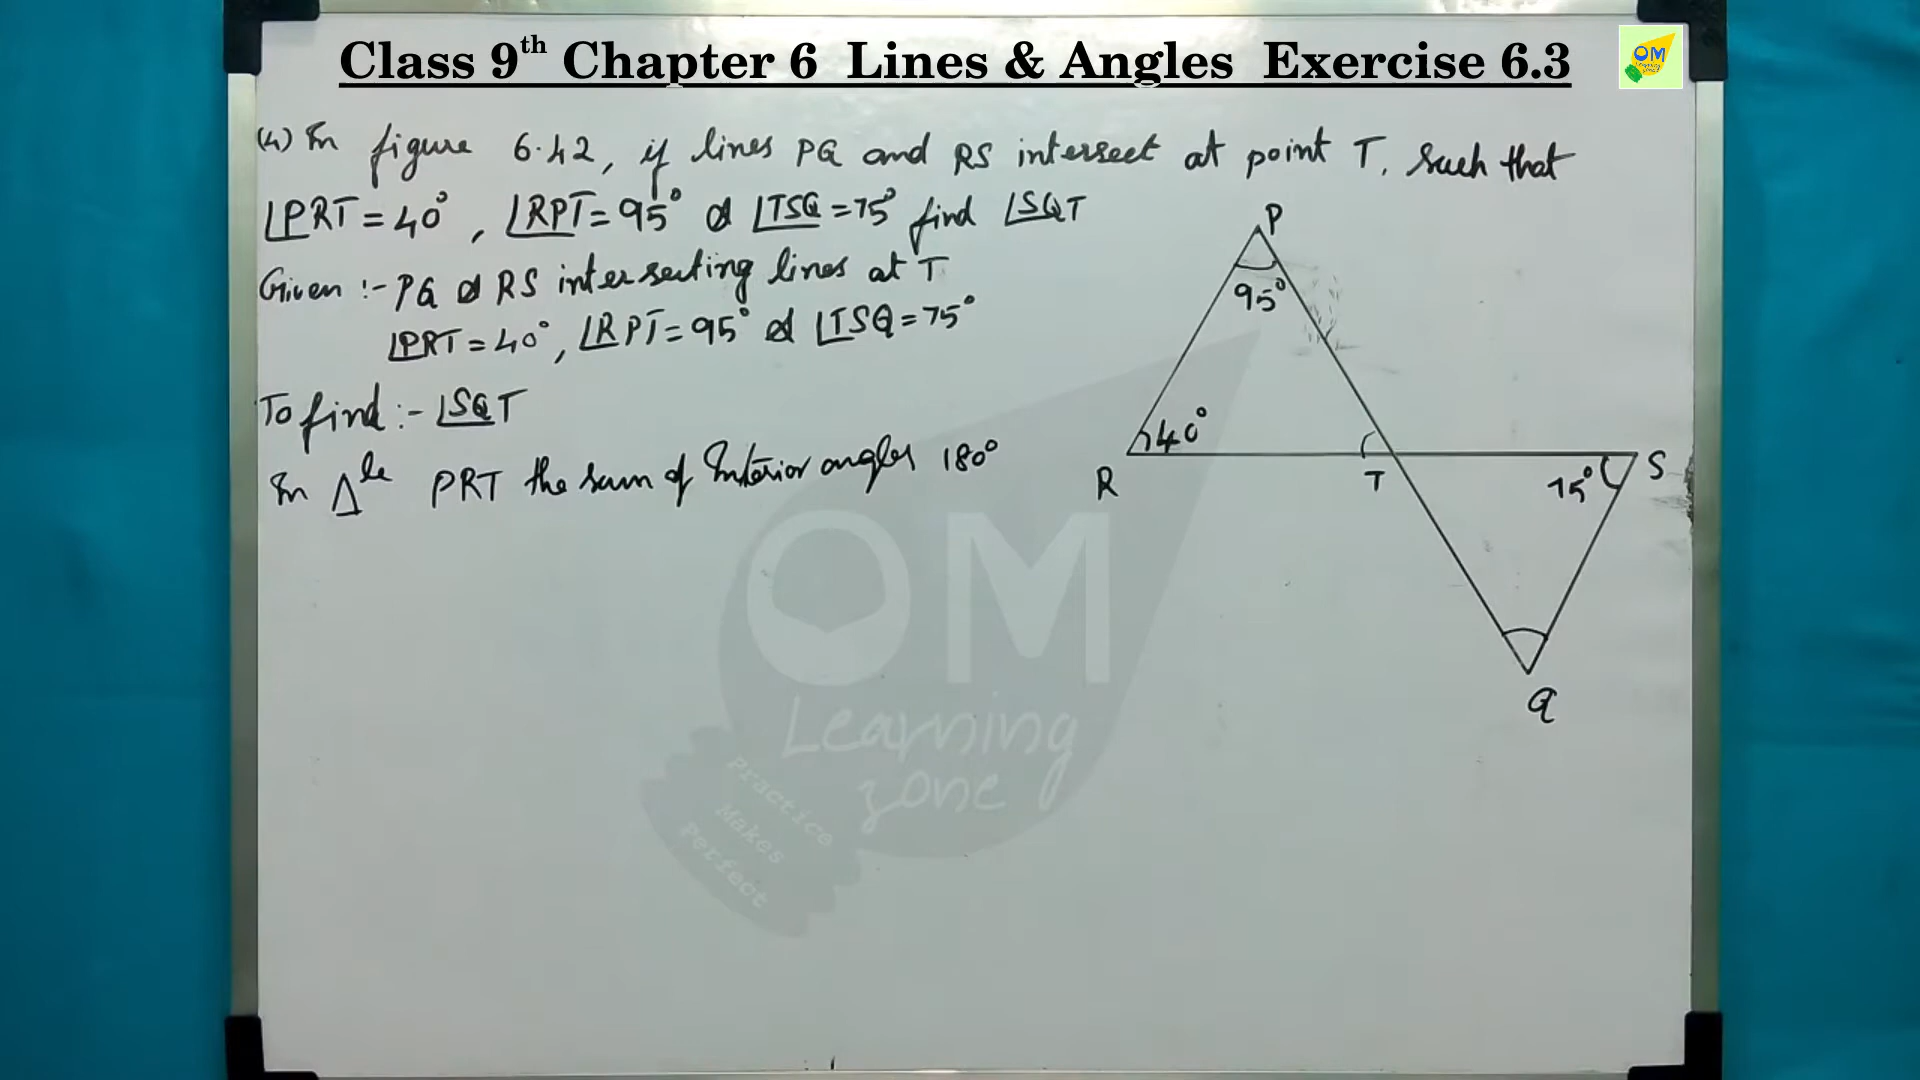 Class 9th Chapter 6 Lines & Angles Exercise 6.3
OM
Learning
zone
(4) In figure 6.42, if lines PQ and RS intersect at point T, such that
∠PRT = 40°, ∠RPT = 95° & ∠TSQ = 75° find ∠SQT
Given :- PQ & RS intersecting lines at T
∠PRT = 40°, ∠RPT = 95° & ∠TSQ = 75°
To find :- ∠SQT
In Δle PRT the sum of Interior angles 180°
P
95°
40°
R
T
75°
S
Q
OM
Learning
zone
Practice
Makes
Perfect